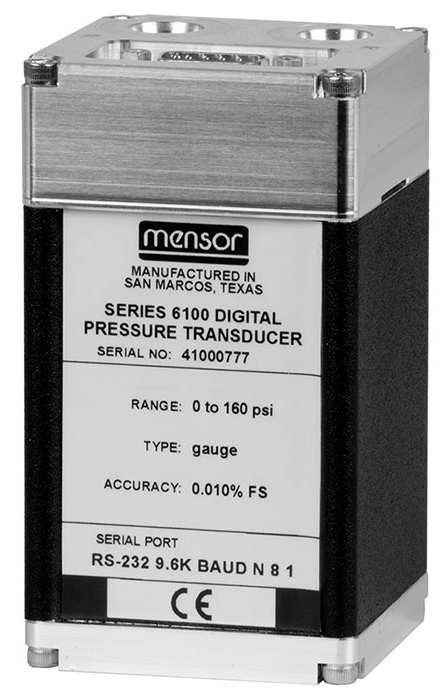 mensor
MANUFACTURED IN
SAN MARCOS, TEXAS
SERIES 6100 DIGITAL
PRESSURE TRANSDUCER
SERIAL NO: 41000777
RANGE: 0 to 160 psi
TYPE: gauge
ACCURACY: 0.010% FS
SERIAL PORT
RS-232 9.6K BAUD N 8 1
CE